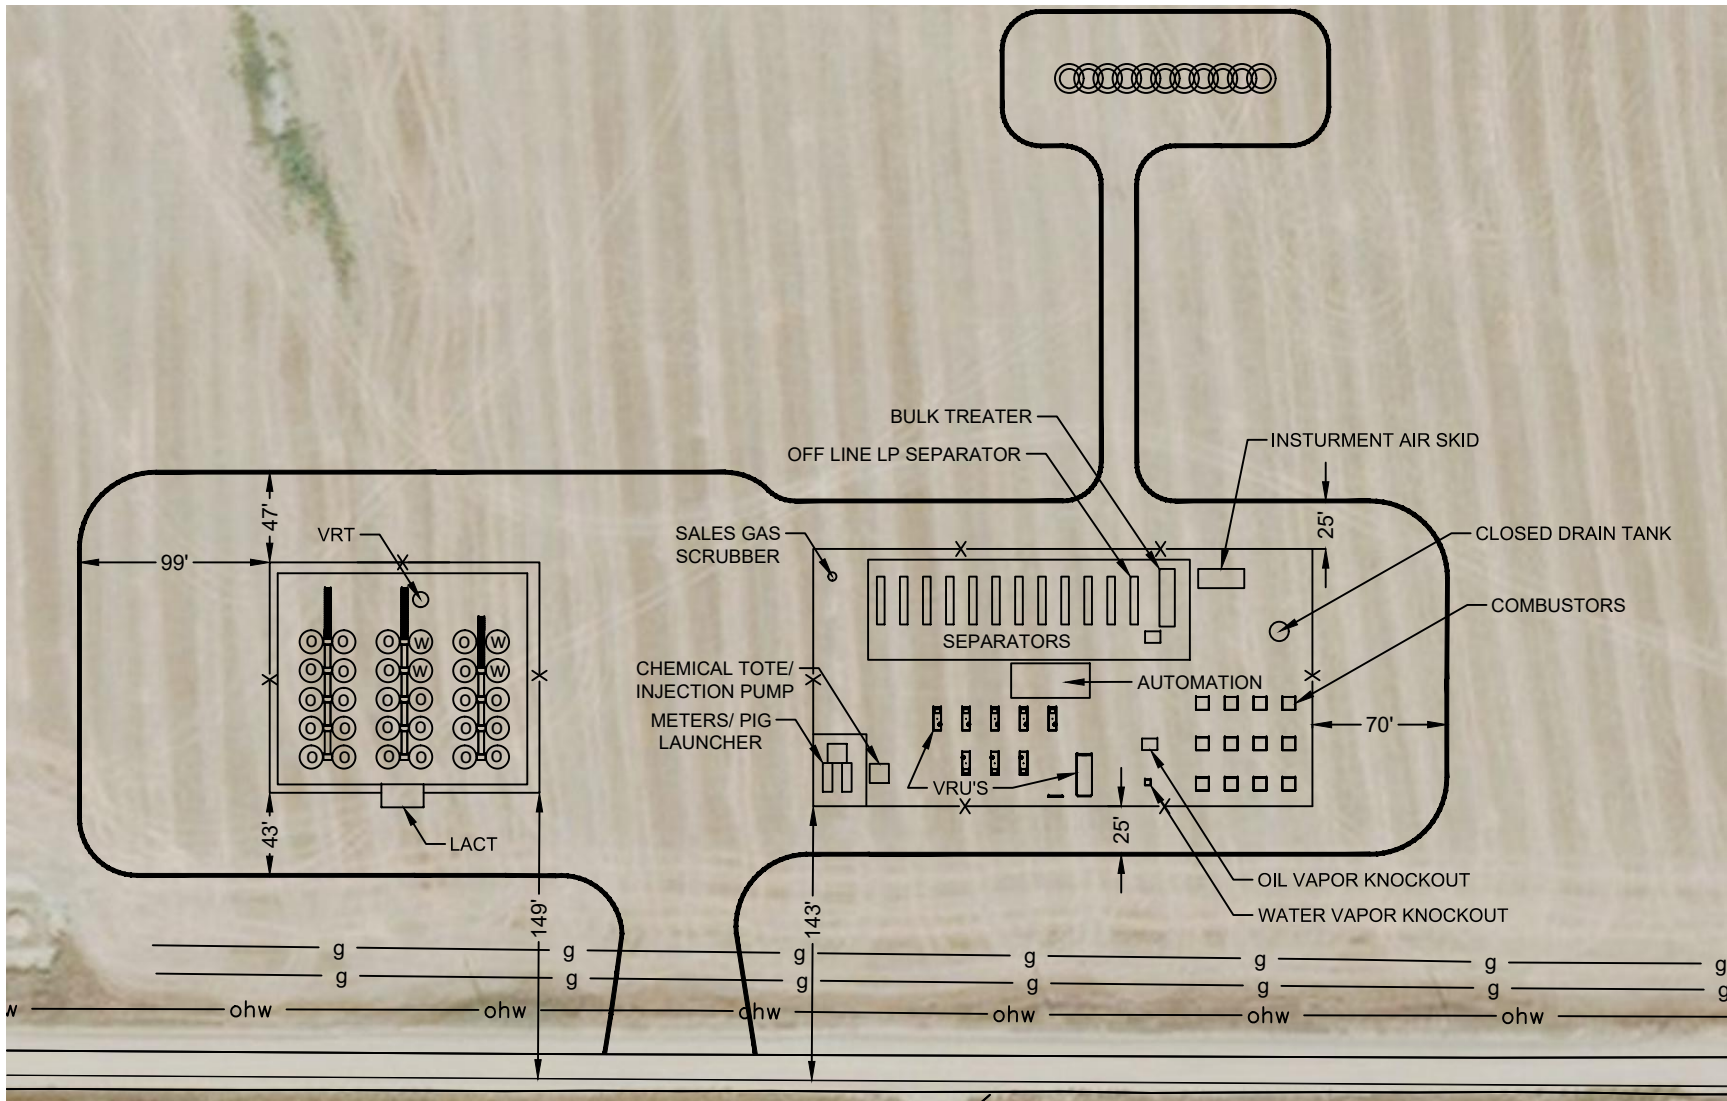 BULK TREATER
OFF LINE LP SEPARATOR
INSTURMENT AIR SKID
47'
VRT
SALES GAS
SCRUBBER
25'
CLOSED DRAIN TANK
99'
X
X
X
COMBUSTORS
O O O W O W
SEPARATORS
O O O W O W
X
X
X
X
CHEMICAL TOTE/
INJECTION PUMP
AUTOMATION
O O O O O O
METERS/ PIG
LAUNCHER
70'
O O O O O O
O O O O O O
VRU'S
X
X
43'
LACT
25'
OIL VAPOR KNOCKOUT
149'
143'
WATER VAPOR KNOCKOUT
g g g g g g g
g g g g g g g
w ohw ohw ohw ohw ohw ohw